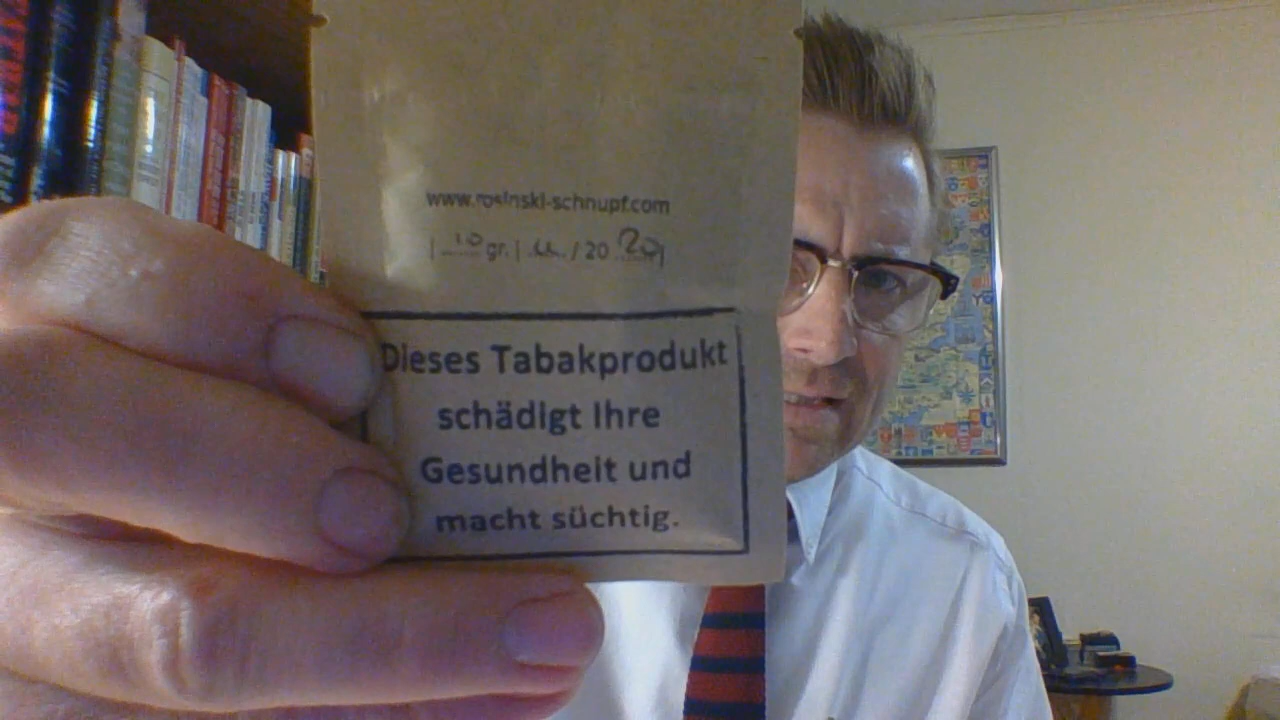 www.rosinski-schnupf.com
| 10 gr. | / 20 20 |
Dieses Tabakprodukt
schädigt Ihre
Gesundheit und
macht süchtig.